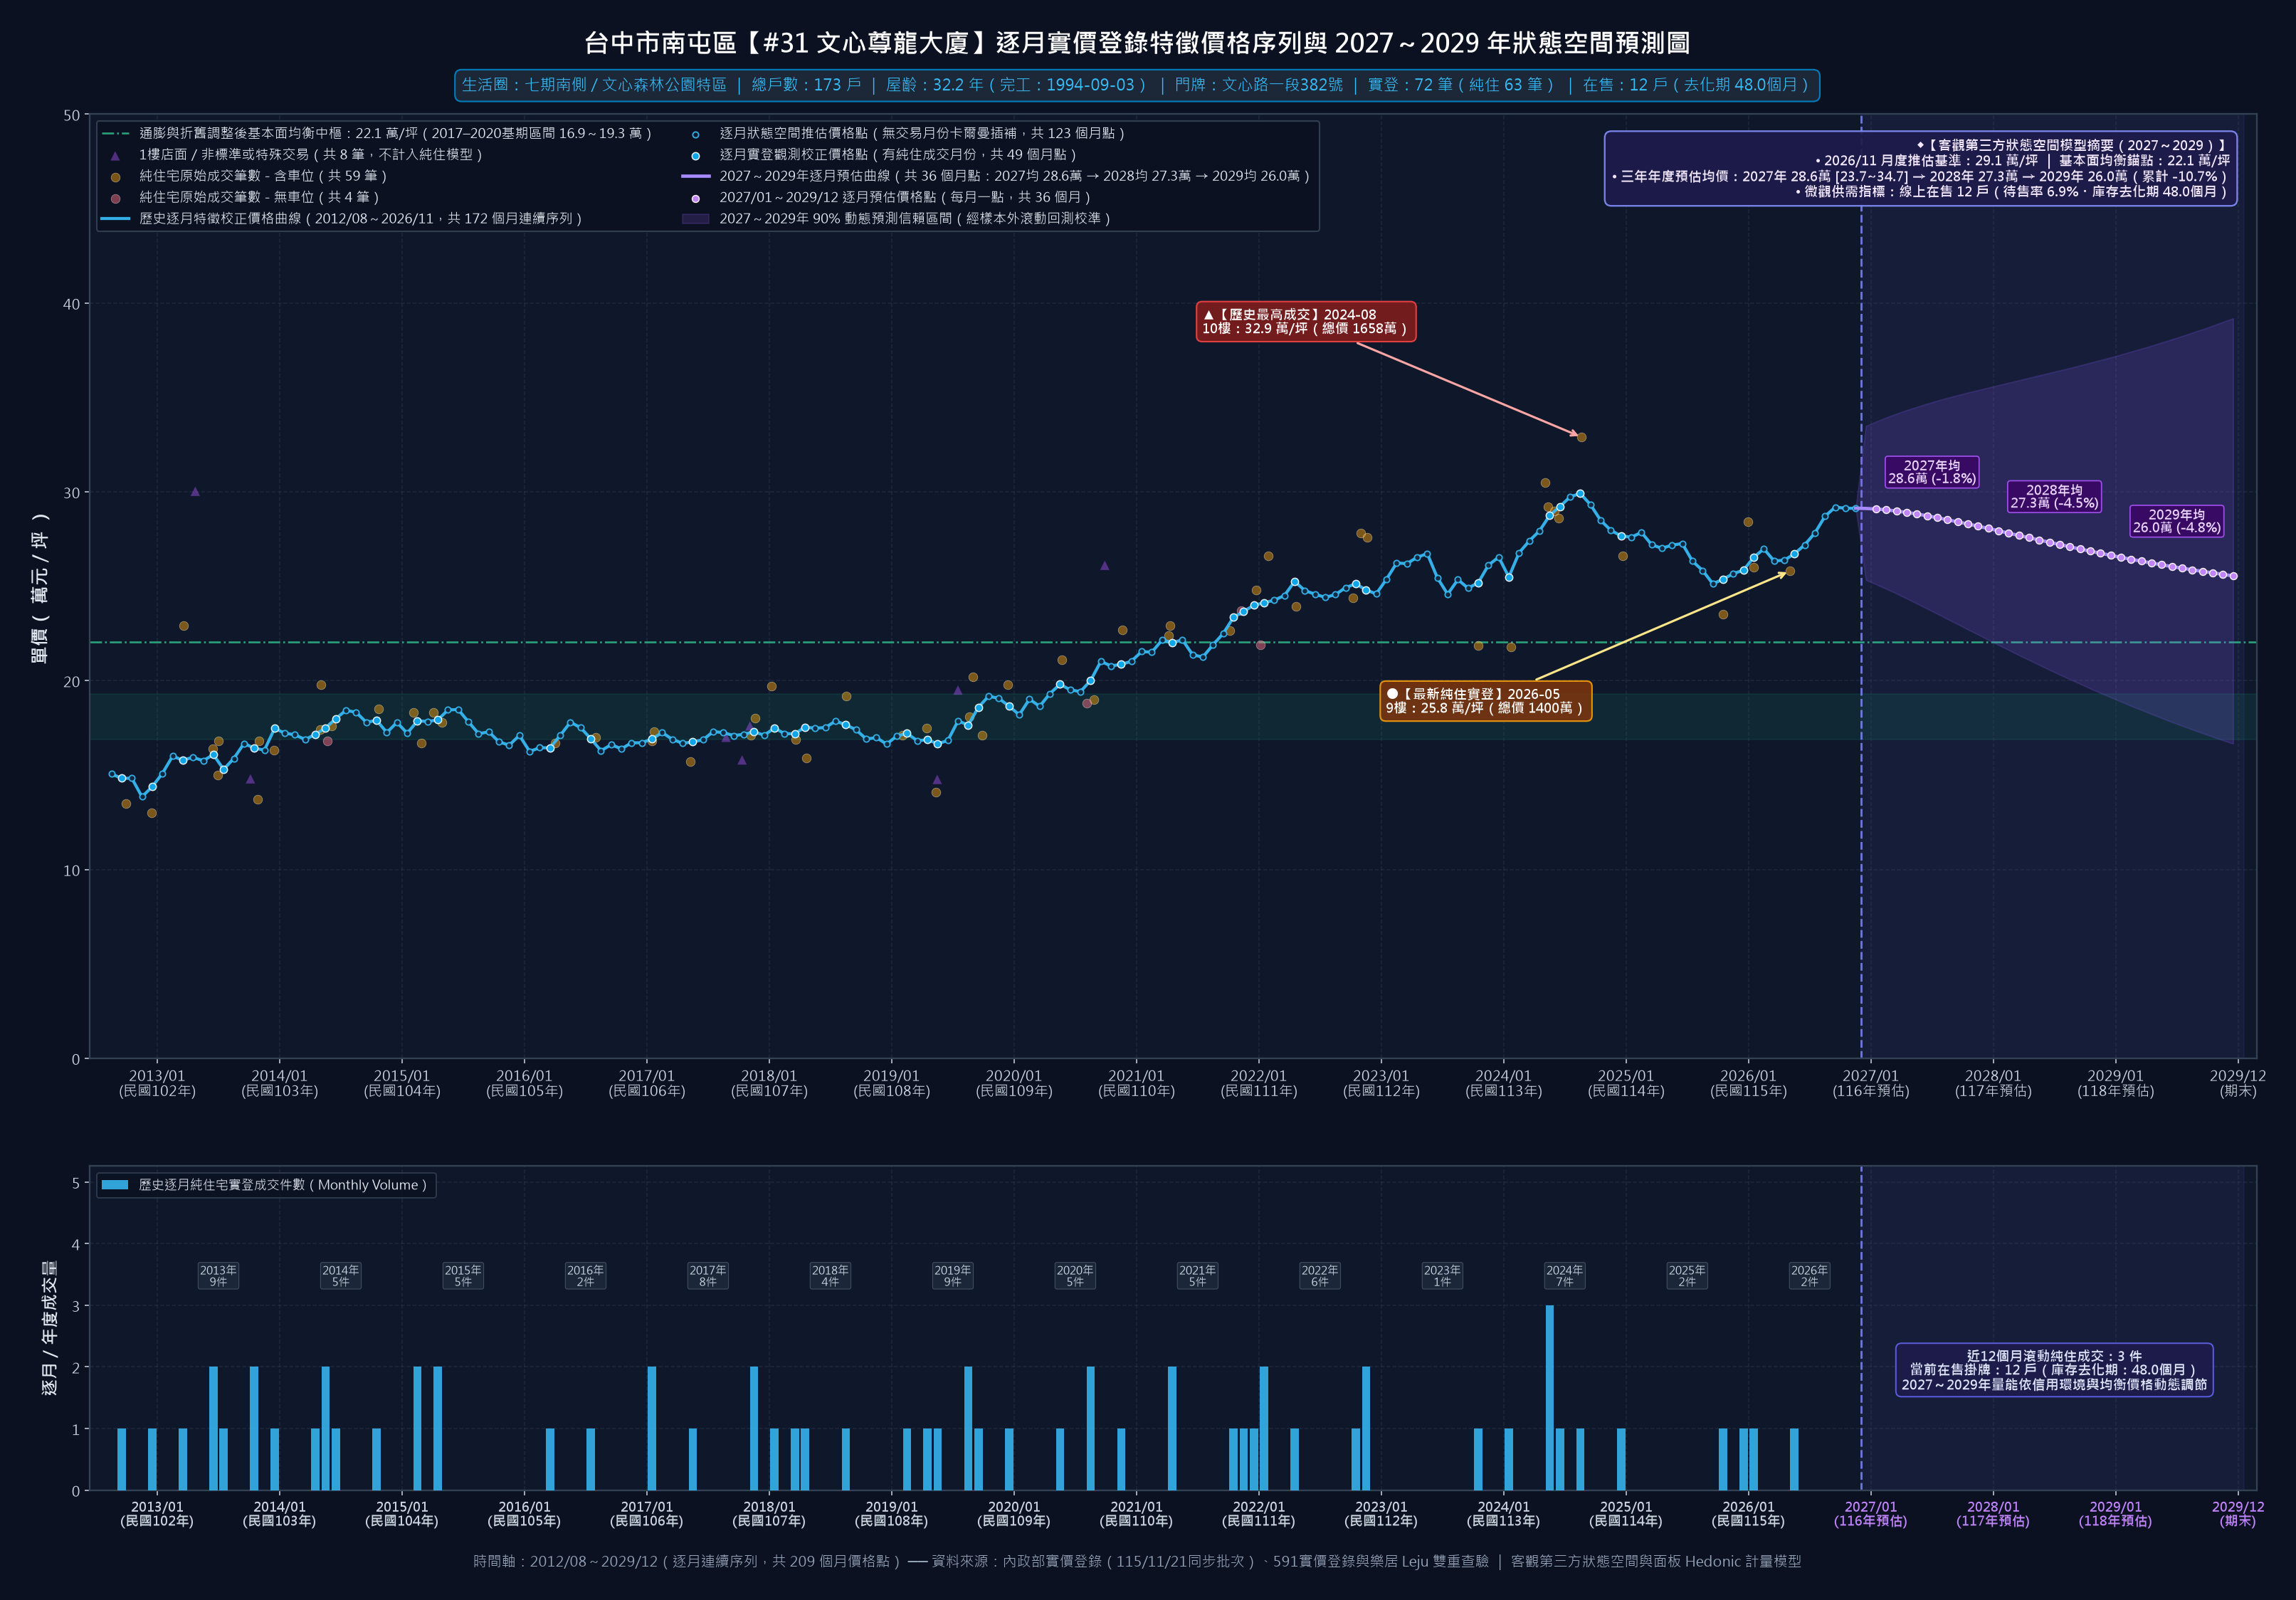 台中市南屯區【#31 文心尊龍大廈】逐月實價登錄特徵價格序列與 2027～2029 年狀態空間預測圖
生活圈：七期南側 / 文心森林公園特區 ｜ 總戶數：173 戶 ｜ 屋齡：32.2 年（完工：1994-09-03） ｜ 門牌：文心路一段382號 ｜ 實登：72 筆（純住 63 筆） ｜ 在售：12 戶（去化期 48.0個月）
通膨與折舊調整後基本面均衡中樞：22.1 萬/坪（2017–2020基期區間 16.9～19.3 萬）
1樓店面 / 非標準或特殊交易（共 8 筆，不計入純住模型）
純住宅原始成交筆數 - 含車位（共 59 筆）
純住宅原始成交筆數 - 無車位（共 4 筆）
歷史逐月特徵校正價格曲線（2012/08～2026/11，共 172 個月連續序列）
逐月狀態空間推估價格點（無交易月份卡爾曼插補，共 123 個月點）
逐月實登觀測校正價格點（有純住成交月份，共 49 個月點）
2027～2029年逐月預估曲線（共 36 個月點：2027均 28.6萬 → 2028均 27.3萬 → 2029均 26.0萬）
2027/01～2029/12 逐月預估價格點（每月一點，共 36 個月）
2027～2029年 90% 動態預測信賴區間（經樣本外滾動回測校準）
◆【客觀第三方狀態空間模型摘要（2027～2029）】
• 2026/11 月度推估基準：29.1 萬/坪 ｜ 基本面均衡錨點：22.1 萬/坪
• 三年年度預估均價：2027年 28.6萬 [23.7~34.7] → 2028年 27.3萬 → 2029年 26.0萬（累計 -10.7%）
• 微觀供需指標：線上在售 12 戶（待售率 6.9%・庫存去化期 48.0個月）
單價（萬元 / 坪）
50
40
30
20
10
0
▲【歷史最高成交】2024-08
10樓：32.9 萬/坪（總價 1658萬）
●【最新純住實登】2026-05
9樓：25.8 萬/坪（總價 1400萬）
2027年均
28.6萬 (-1.8%)
2028年均
27.3萬 (-4.5%)
2029年均
26.0萬 (-4.8%)
2013/01 2014/01 2015/01 2016/01 2017/01 2018/01 2019/01 2020/01 2021/01 2022/01 2023/01 2024/01 2025/01 2026/01 2027/01 2028/01 2029/01 2029/12
(民國102年) (民國103年) (民國104年) (民國105年) (民國106年) (民國107年) (民國108年) (民國109年) (民國110年) (民國111年) (民國112年) (民國113年) (民國114年) (民國115年) (116年預估) (117年預估) (118年預估) (期末)
逐月 / 年度成交量
歷史逐月純住宅實登成交件數（Monthly Volume）
5
4
3
2
1
0
2013年 2014年 2015年 2016年 2017年 2018年 2019年 2020年 2021年 2022年 2023年 2024年 2025年 2026年
9件 5件 5件 2件 8件 4件 9件 5件 5件 6件 1件 7件 2件 2件
近12個月滾動純住成交：3 件
當前在售掛牌：12 戶（庫存去化期：48.0個月）
2027～2029年量能依信用環境與均衡價格動態調節
2013/01 2014/01 2015/01 2016/01 2017/01 2018/01 2019/01 2020/01 2021/01 2022/01 2023/01 2024/01 2025/01 2026/01 2027/01 2028/01 2029/01 2029/12
(民國102年) (民國103年) (民國104年) (民國105年) (民國106年) (民國107年) (民國108年) (民國109年) (民國110年) (民國111年) (民國112年) (民國113年) (民國114年) (民國115年) (116年預估) (117年預估) (118年預估) (期末)
時間軸：2012/08～2029/12（逐月連續序列，共 209 個月價格點） ── 資料來源：內政部實價登錄（115/11/21同步批次）、591實價登錄與樂居 Leju 雙重查驗 ｜ 客觀第三方狀態空間與面板 Hedonic 計量模型